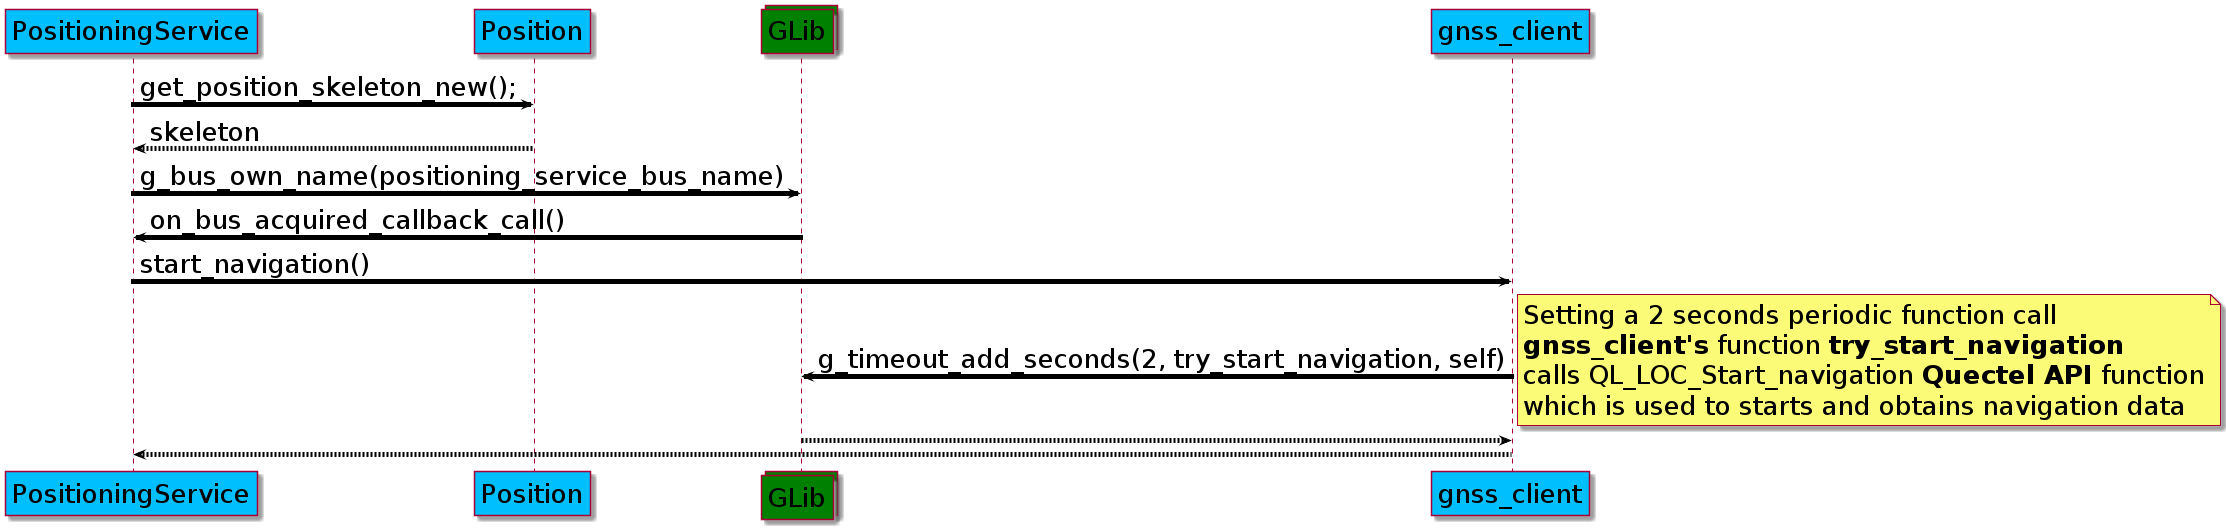 PositioningService
Position
GLib
gnss_client
get_position_skeleton_new();
skeleton
g_bus_own_name(positioning_service_bus_name)
on_bus_acquired_callback_call()
start_navigation()
Setting a 2 seconds periodic function call
gnss_client's function try_start_navigation
calls QL_LOC_Start_navigation Quectel API function
which is used to starts and obtains navigation data
g_timeout_add_seconds(2, try_start_navigation, self)
PositioningService
Position
GLib
gnss_client